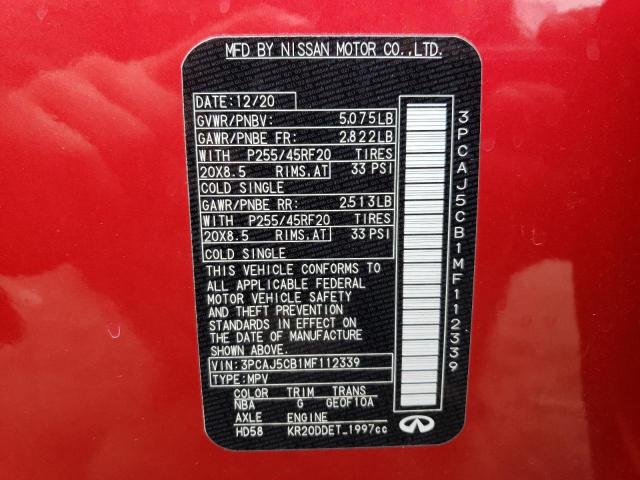 MFD BY NISSAN MOTOR CO.,LTD.
DATE: 12/20
GVWR/PNBV: 5.075LB
GAWR/PNBE FR: 2.822LB
WITH P255/45RF20 TIRES
20X8.5 RIMS.AT 33 PSI
COLD SINGLE
GAWR/PNBE RR: 2.513LB
WITH P255/45RF20 TIRES
20X8.5 RIMS.AT 33 PSI
COLD SINGLE
THIS VEHICLE CONFORMS TO
ALL APPLICABLE FEDERAL
MOTOR VEHICLE SAFETY
AND THEFT PREVENTION
STANDARDS IN EFFECT ON
THE DATE OF MANUFACTURE
SHOWN ABOVE.
VIN: 3PCAJ5CB1MF112339
TYPE: MPV
COLOR TRIM TRANS
NBA G GEOF10A
AXLE ENGINE
HD58 KR20DDET_1997cc
3PCAJ5CB1MF112339